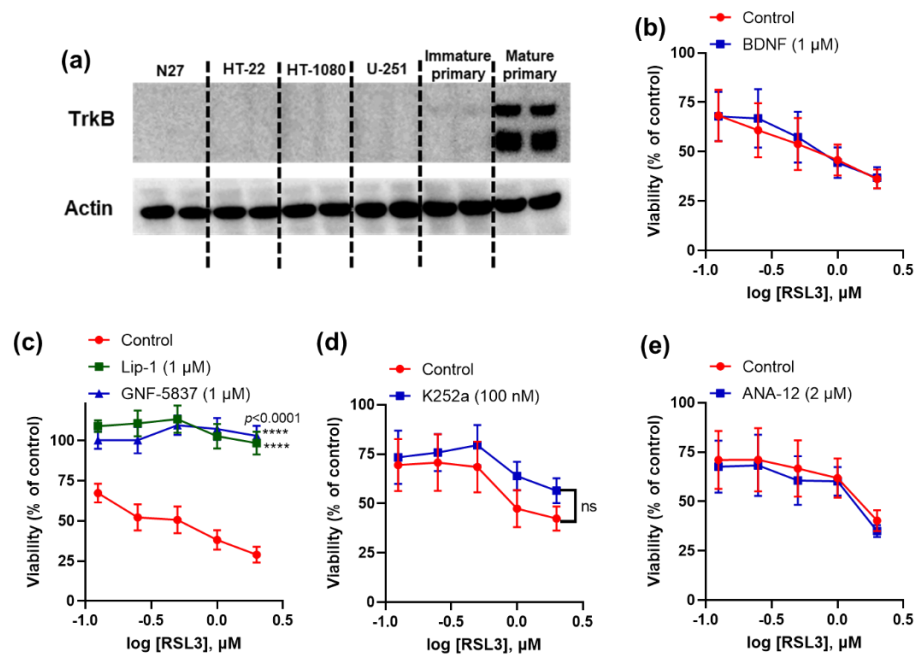 (a)
N27 HT-22 HT-1080 U-251 Immature primary Mature primary
TrkB
Actin
(b)
Control
BDNF (1 µM)
Viability (% of control)
100
75
50
25
0
-1.0 -0.5 0.0 0.5
log [RSL3], µM
(c)
Control
Lip-1 (1 µM)
GNF-5837 (1 µM)
p<0.0001
****
****
Viability (% of control)
100
75
50
25
0
-1.0 -0.5 0.0 0.5
log [RSL3], µM
(d)
Control
K252a (100 nM)
ns
Viability (% of control)
100
75
50
25
0
-1.0 -0.5 0.0 0.5
log [RSL3], µM
(e)
Control
ANA-12 (2 µM)
Viability (% of control)
100
75
50
25
0
-1.0 -0.5 0.0 0.5
log [RSL3], µM